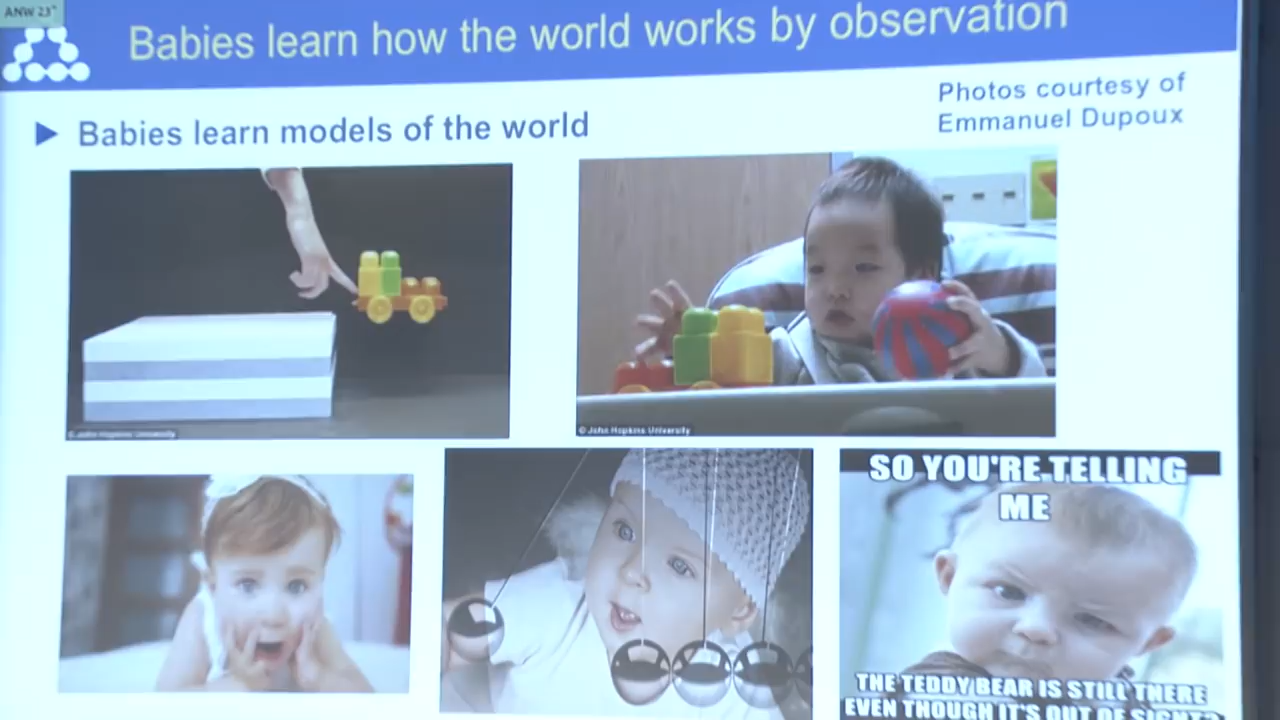 ANW 23"
Babies learn how the world works by observation
Photos courtesy of
Emmanuel Dupoux
Babies learn models of the world
© John Hopkins University
© John Hopkins University
SO YOU'RE TELLING
ME
THE TEDDY BEAR IS STILL THERE
EVEN THOUGH IT'S OUT OF SIGHT?